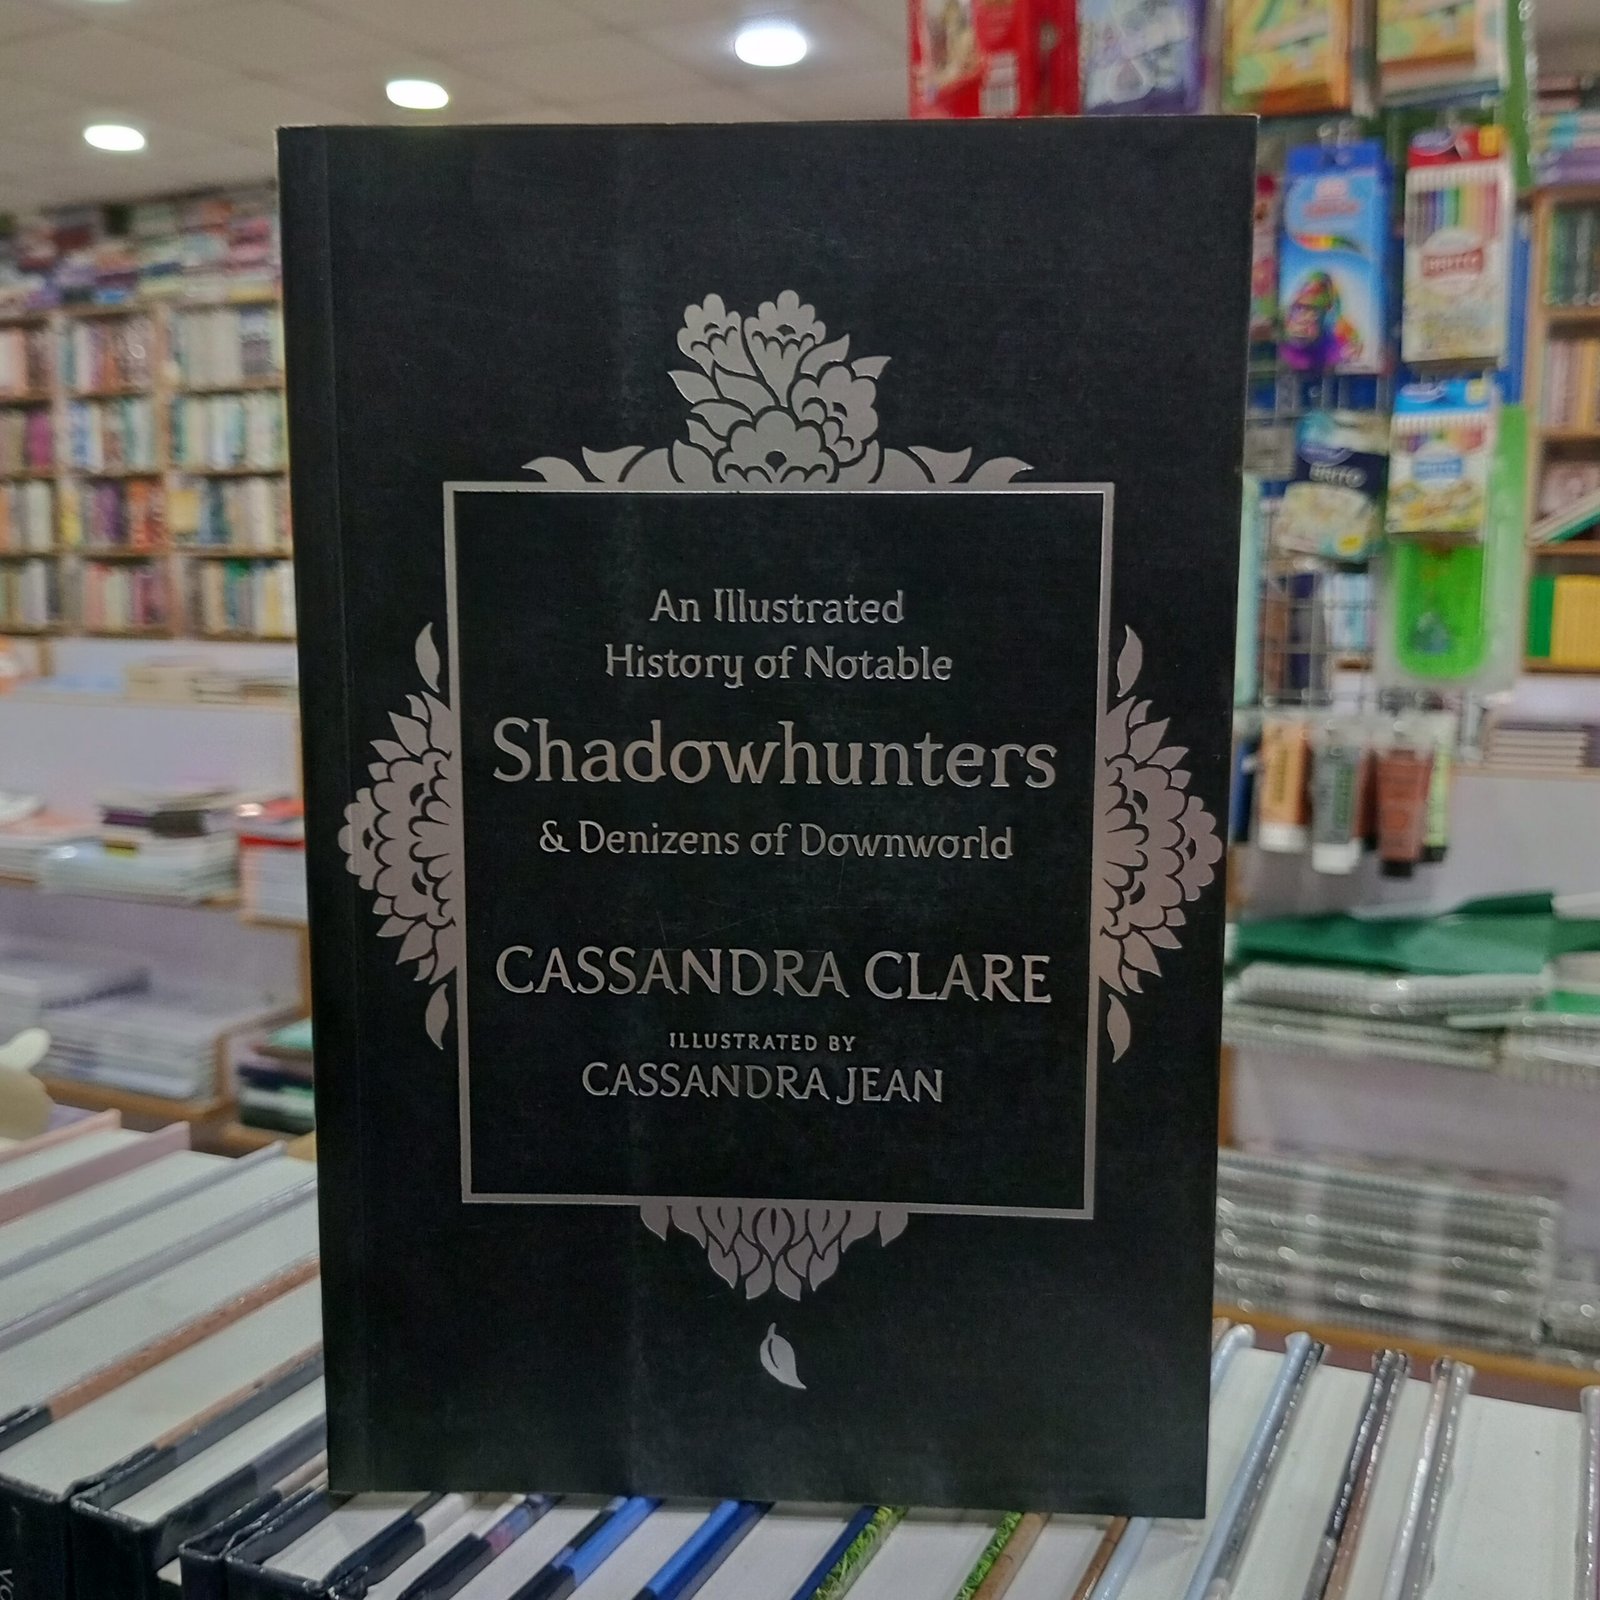 An Illustrated
History of Notable
Shadowhunters
& Denizens of Downworld
CASSANDRA CLARE
ILLUSTRATED BY
CASSANDRA JEAN